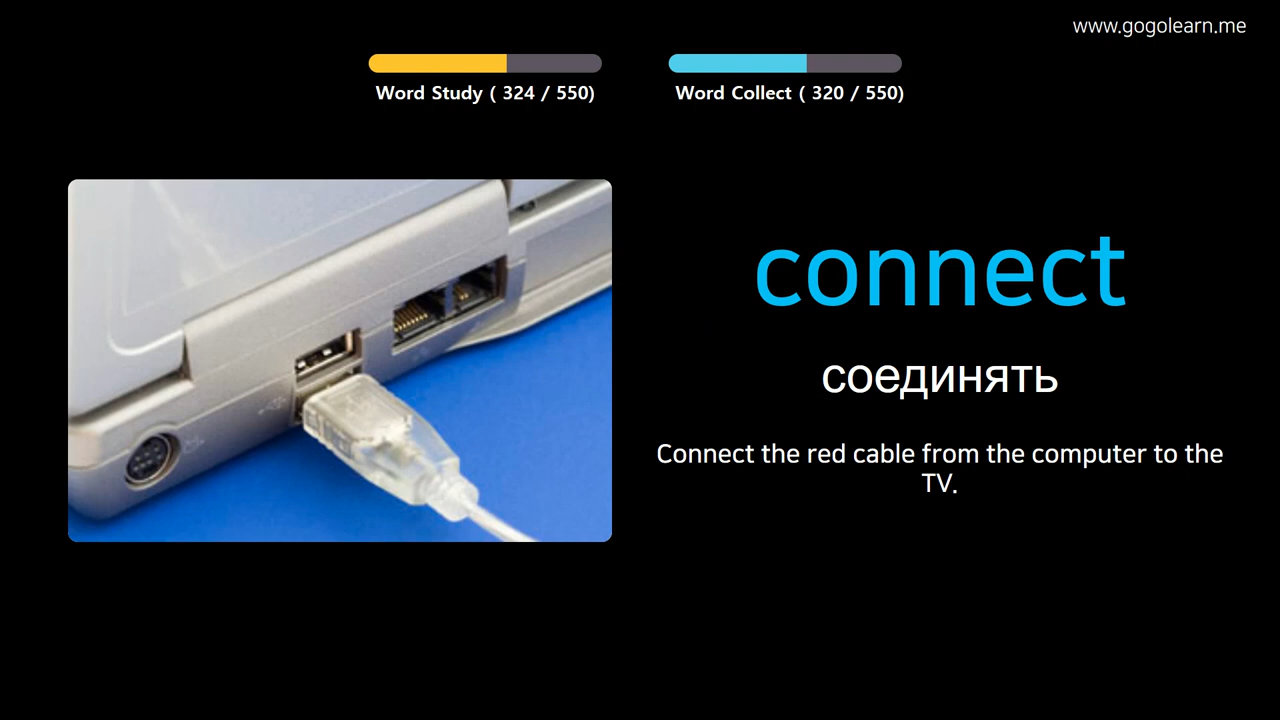 www.gogolearn.me
Word Study ( 324 / 550)
Word Collect ( 320 / 550)
connect
соединять
Connect the red cable from the computer to the
TV.